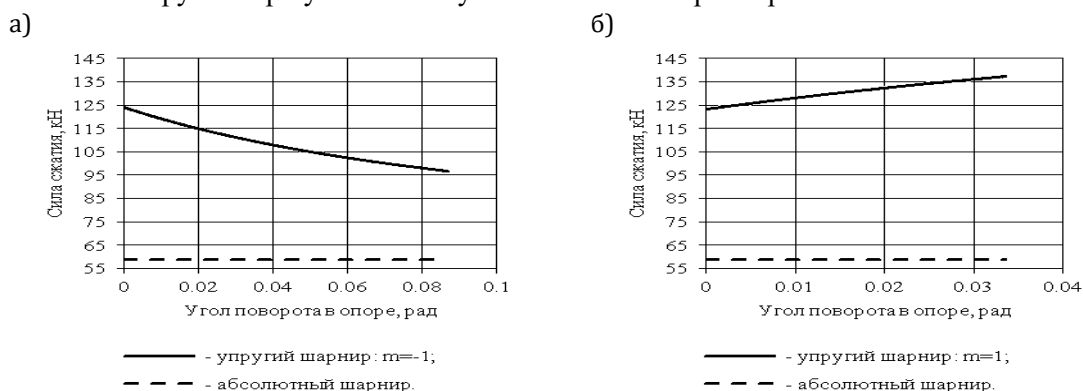 а)
б)
145
135
125
115
105
95
85
75
65
55
Сила сжатия, кН
0 0.02 0.04 0.06 0.08 0.1
Угол поворота в опоре, рад
- упругий шарнир: m=-1;
- абсолютный шарнир.
145
135
125
115
105
95
85
75
65
55
Сила сжатия, кН
0 0.01 0.02 0.03 0.04
Угол поворота в опоре, рад
- упругий шарнир: m=1;
- абсолютный шарнир.